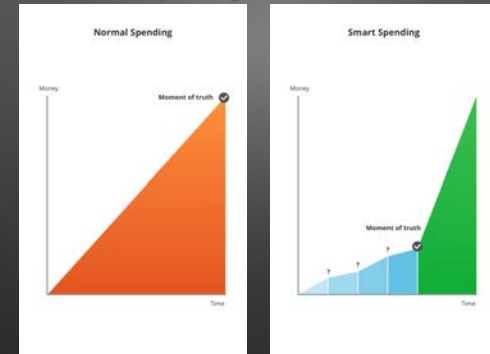 Normal Spending
Money
Moment of truth
Time
Smart Spending
Money
Moment of truth
?
?
?
Time